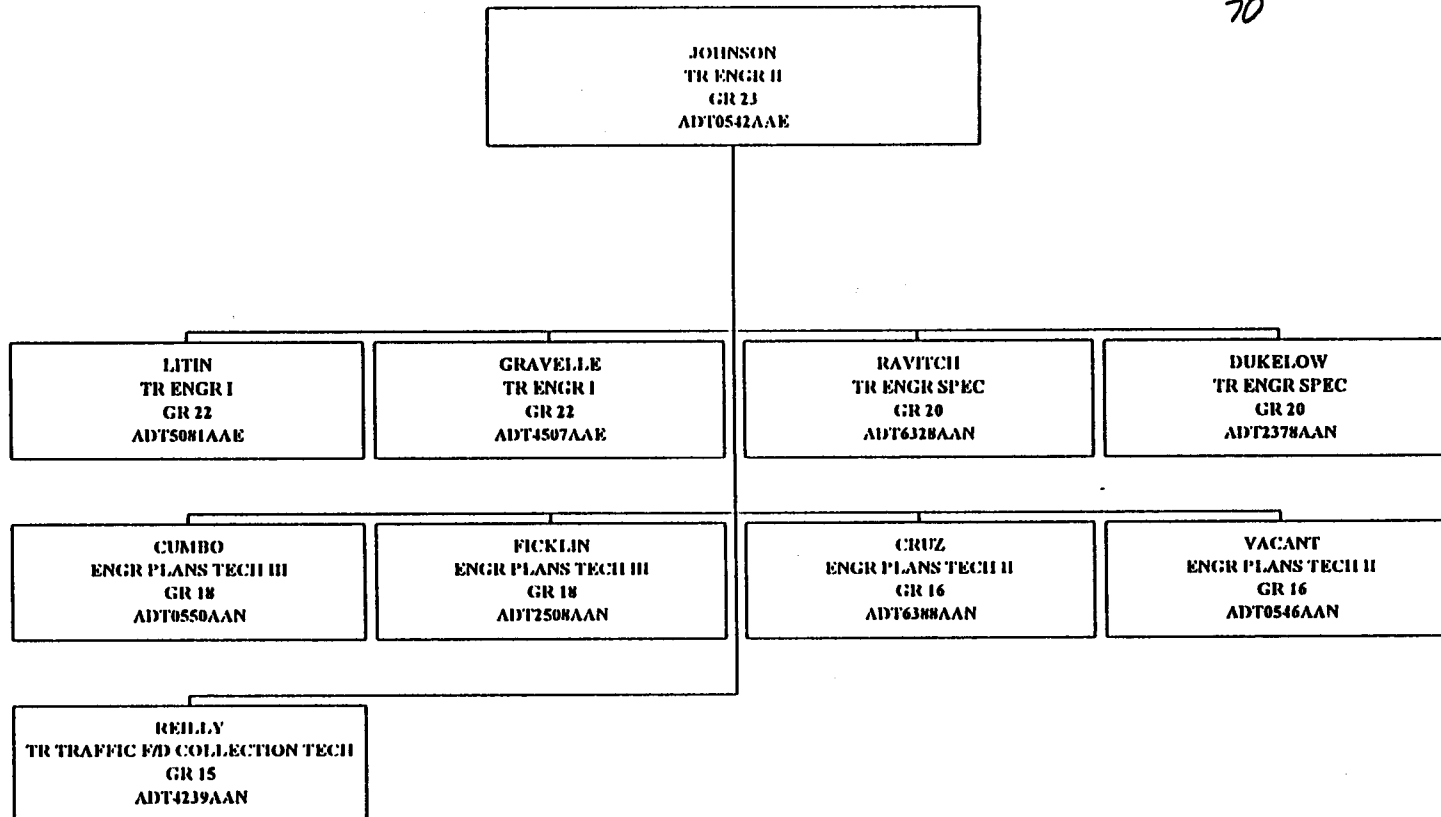 70
JOHNSON
TR ENGR II
GR 23
ADT0542AAE
LITIN
TR ENGR I
GR 22
ADT5081AAE
GRAVELLE
TR ENGR I
GR 22
ADT4507AAE
RAVITCH
TR ENGR SPEC
GR 20
ADT6328AAN
DUKELOW
TR ENGR SPEC
GR 20
ADT2378AAN
CUMBO
ENGR PLANS TECH III
GR 18
ADT0550AAN
FICKLIN
ENGR PLANS TECH III
GR 18
ADT2508AAN
CRUZ
ENGR PLANS TECH II
GR 16
ADT6388AAN
VACANT
ENGR PLANS TECH II
GR 16
ADT0546AAN
REILLY
TR TRAFFIC F/D COLLECTION TECH
GR 15
ADT4239AAN